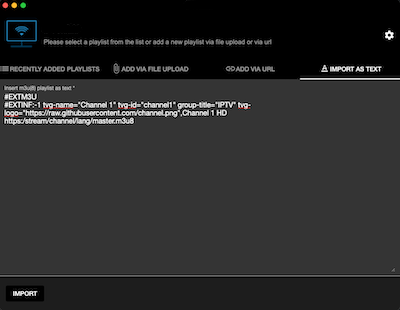 Please select a playlist from the list or add a new playlist via file upload or via url
RECENTLY ADDED PLAYLISTS
ADD VIA FILE UPLOAD
ADD VIA URL
IMPORT AS TEXT
Insert m3u(8) playlist as text *
#EXTM3U
#EXTINF:-1 tvg-name="Channel 1" tvg-id="channel1" group-title="IPTV" tvg-
logo="https://raw.githubusercontent.com/channel.png",Channel 1 HD
https:/stream/channel/lang/master.m3u8
IMPORT